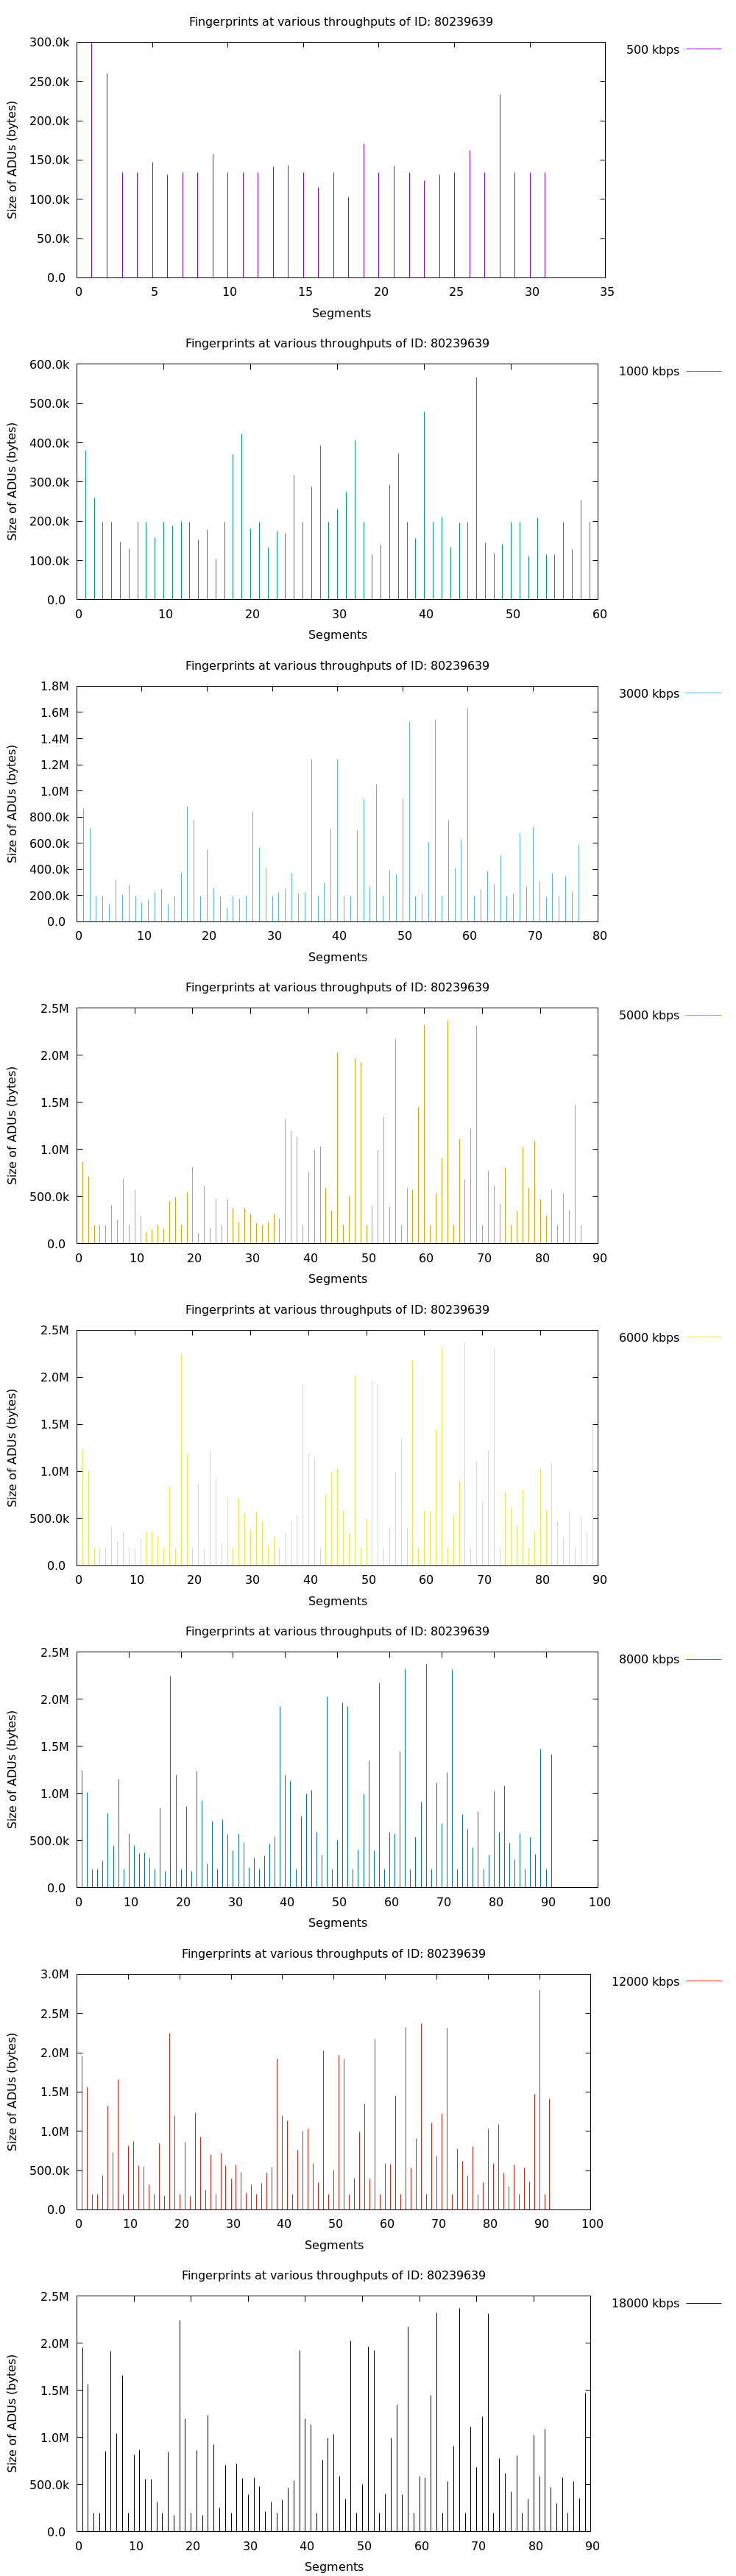 Fingerprints at various throughputs of ID: 80239639
300.0k
500 kbps
250.0k
200.0k
150.0k
100.0k
50.0k
0.0
Size of ADUs (bytes)
0 5 10 15 20 25 30 35
Segments
Fingerprints at various throughputs of ID: 80239639
600.0k
1000 kbps
500.0k
400.0k
300.0k
200.0k
100.0k
0.0
Size of ADUs (bytes)
0 10 20 30 40 50 60
Segments
Fingerprints at various throughputs of ID: 80239639
1.8M
3000 kbps
1.6M
1.4M
1.2M
1.0M
800.0k
600.0k
400.0k
200.0k
0.0
Size of ADUs (bytes)
0 10 20 30 40 50 60 70 80
Segments
Fingerprints at various throughputs of ID: 80239639
2.5M
5000 kbps
2.0M
1.5M
1.0M
500.0k
0.0
Size of ADUs (bytes)
0 10 20 30 40 50 60 70 80 90
Segments
Fingerprints at various throughputs of ID: 80239639
2.5M
6000 kbps
2.0M
1.5M
1.0M
500.0k
0.0
Size of ADUs (bytes)
0 10 20 30 40 50 60 70 80 90
Segments
Fingerprints at various throughputs of ID: 80239639
2.5M
8000 kbps
2.0M
1.5M
1.0M
500.0k
0.0
Size of ADUs (bytes)
0 10 20 30 40 50 60 70 80 90 100
Segments
Fingerprints at various throughputs of ID: 80239639
3.0M
12000 kbps
2.5M
2.0M
1.5M
1.0M
500.0k
0.0
Size of ADUs (bytes)
0 10 20 30 40 50 60 70 80 90 100
Segments
Fingerprints at various throughputs of ID: 80239639
2.5M
18000 kbps
2.0M
1.5M
1.0M
500.0k
0.0
Size of ADUs (bytes)
0 10 20 30 40 50 60 70 80 90
Segments